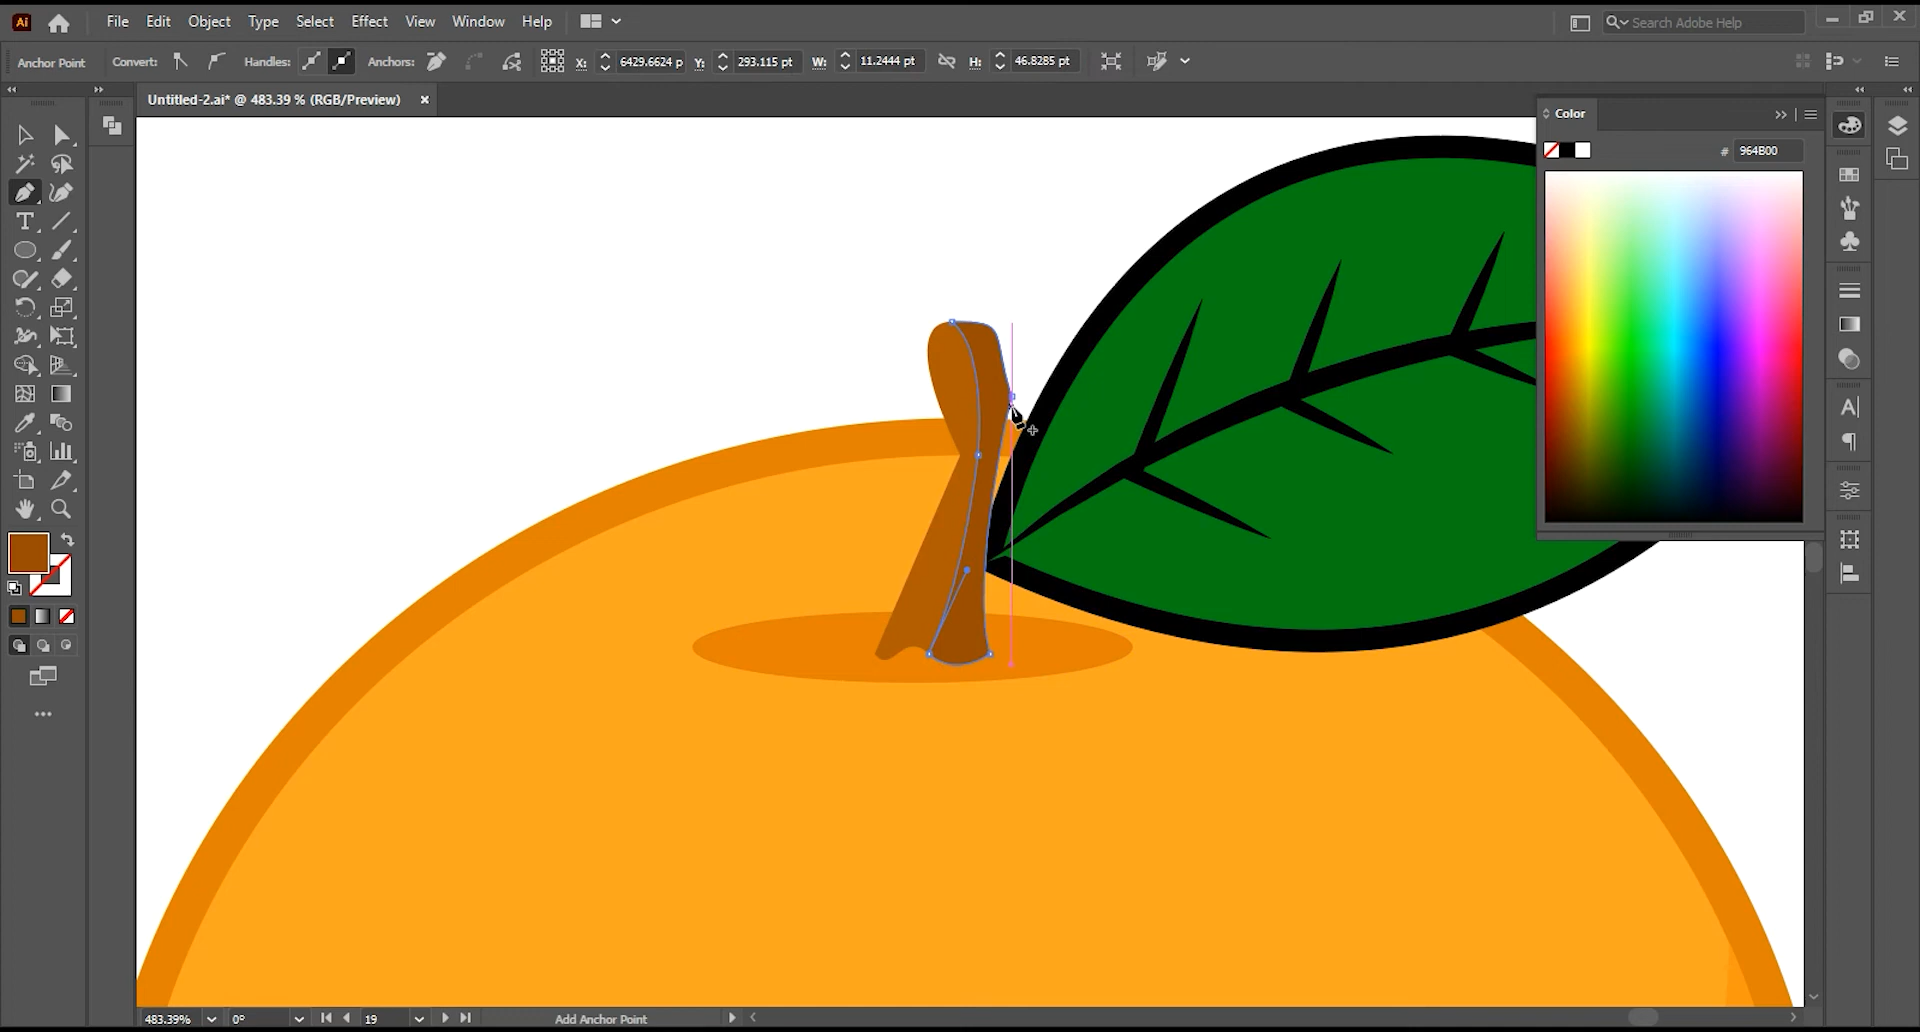 Ai File Edit Object Type Select Effect View Window Help Search Adobe Help
Anchor Point Convert: Handles: Anchors: X: 6429.6624 p Y: 293.115 pt W: 11.2444 pt H: 46.8285 pt
Untitled-2.ai* @ 483.39 % (RGB/Preview) ×
Color
# 964B00
483.39% 0° 19 Add Anchor Point